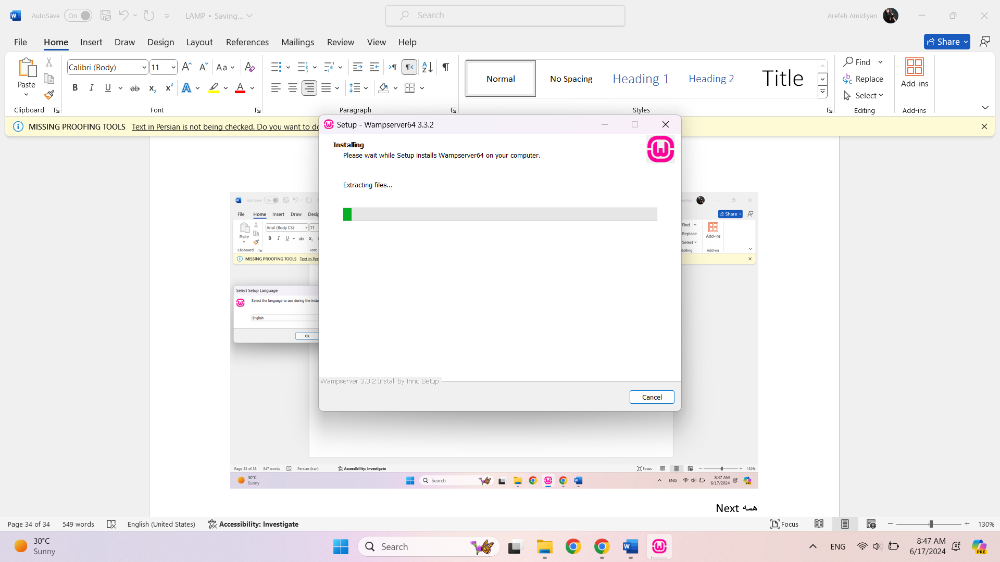 AutoSave On LAMP • Saving... Search Arefeh Amidiyan
File Home Insert Draw Design Layout References Mailings Review View Help Share
Calibri (Body) 11 Aa
Paste
B I U ab x₂ x² A A
Normal No Spacing Heading 1 Heading 2 Title
Find
Replace
Select
Add-ins
Clipboard Font Paragraph Styles Editing Add-ins
MISSING PROOFING TOOLS Text in Persian is not being checked. Do you want to do
Setup - Wampserver64 3.3.2
Installing
Please wait while Setup installs Wampserver64 on your computer.
Extracting files...
Wampserver 3.3.2 Install by Inno Setup
Cancel
AutoSave On
File Home Insert Draw Desig Share
Arial (Body CS) 11
Paste
B I U ab x₂
Clipboard Font
Find
Replace
Select
Editing
Add-ins
Add-ins
MISSING PROOFING TOOLS Text in Per
Select Setup Language
Select the language to use during the insta
English
OK
Page 33 of 33 547 words Persian (Iran) Accessibility: Investigate Focus 130%
30°C
Sunny
Search
ENG
8:47 AM
6/17/2024
PRE
همه Next
Page 34 of 34 549 words English (United States) Accessibility: Investigate Focus 130%
30°C
Sunny
Search
ENG
8:47 AM
6/17/2024
PRE